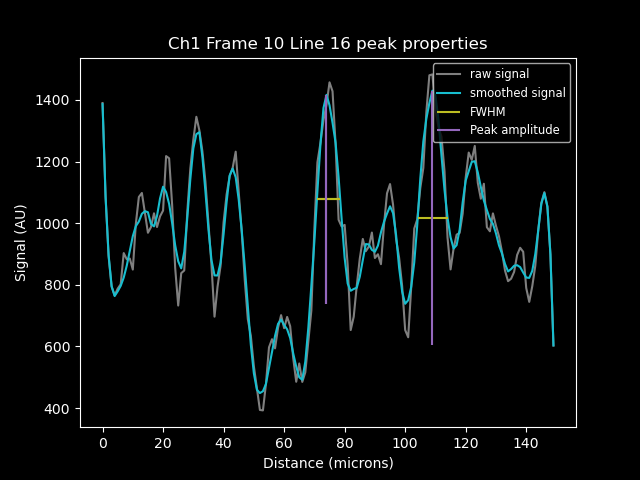 Ch1 Frame 10 Line 16 peak properties
raw signal
smoothed signal
FWHM
Peak amplitude
Signal (AU)
1400
1200
1000
800
600
400
0 20 40 60 80 100 120 140
Distance (microns)